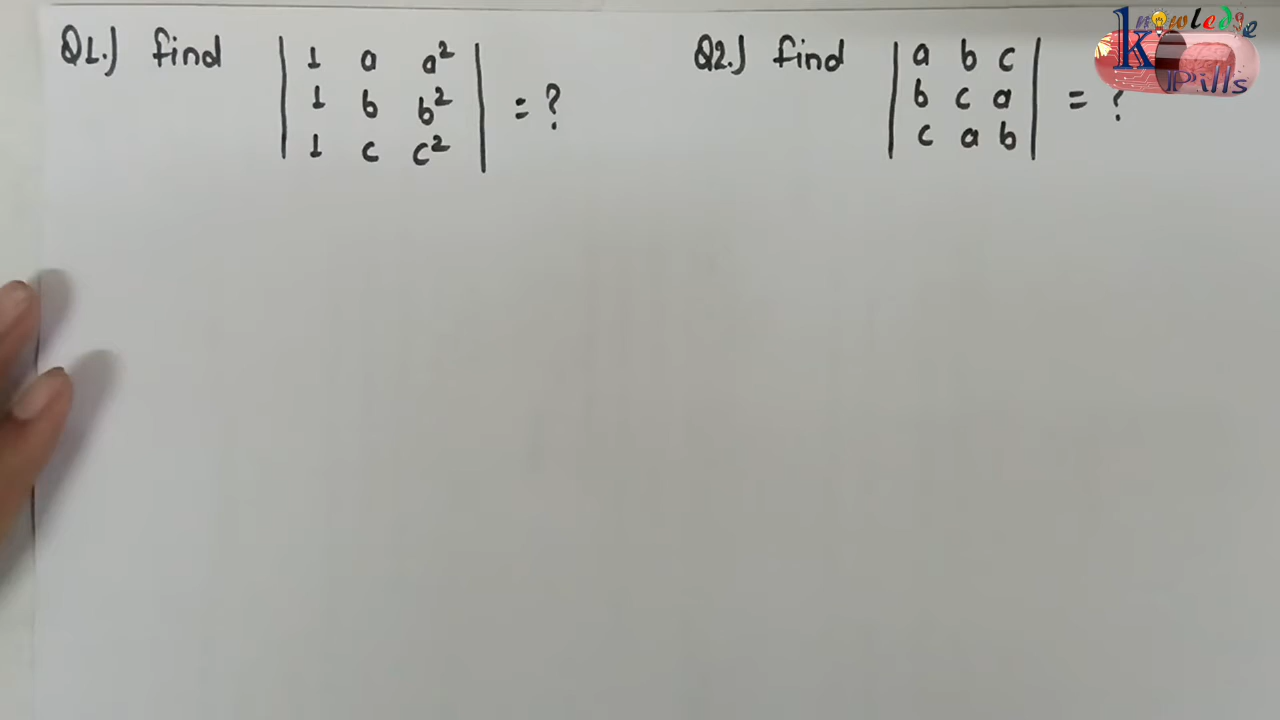 Q1.) find | 1 a a² | 
| 1 b b² | = ?
| 1 c c² |
Q2.) find | a b c |
| b c a | = ?
| c a b |
Knowledge
Pills